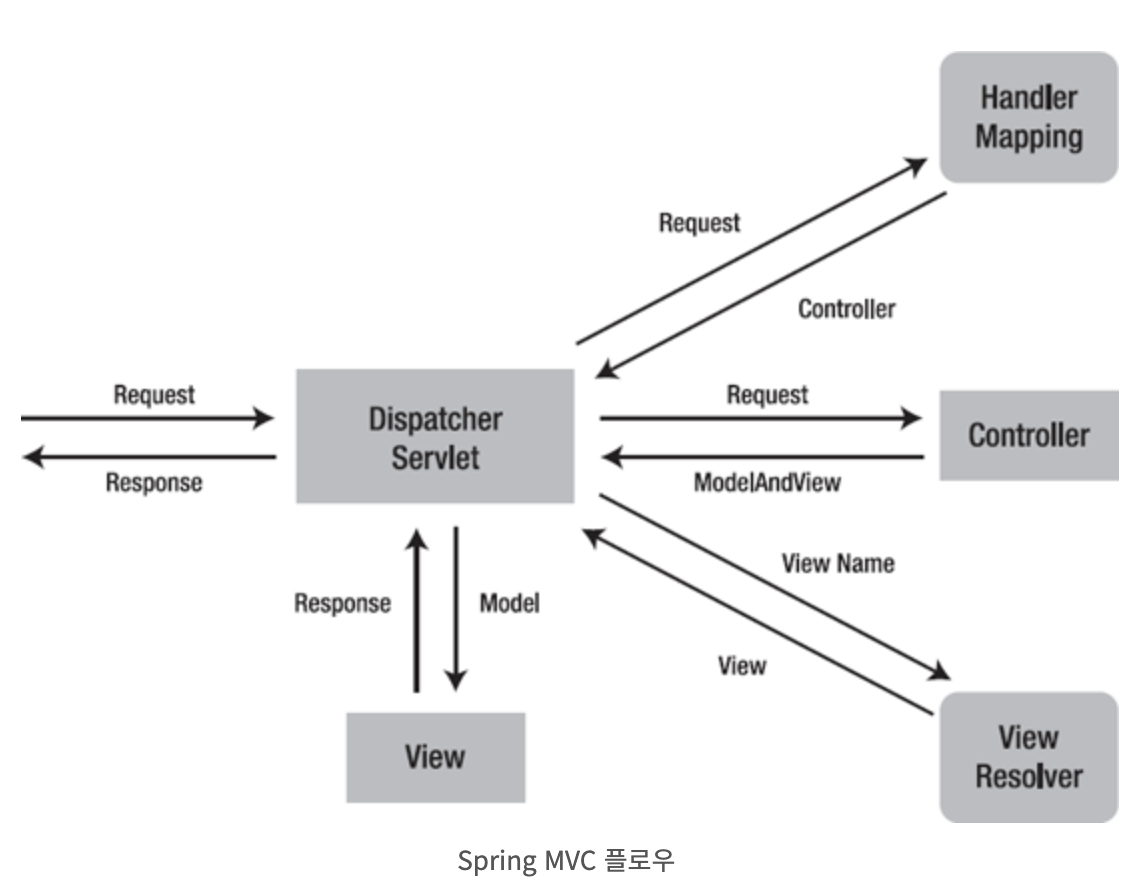 Handler
Mapping
Request
Controller
Request
Response
Dispatcher
Servlet
Request
ModelAndView
Controller
View Name
Response
Model
View
View
View
Resolver
Spring MVC 플로우